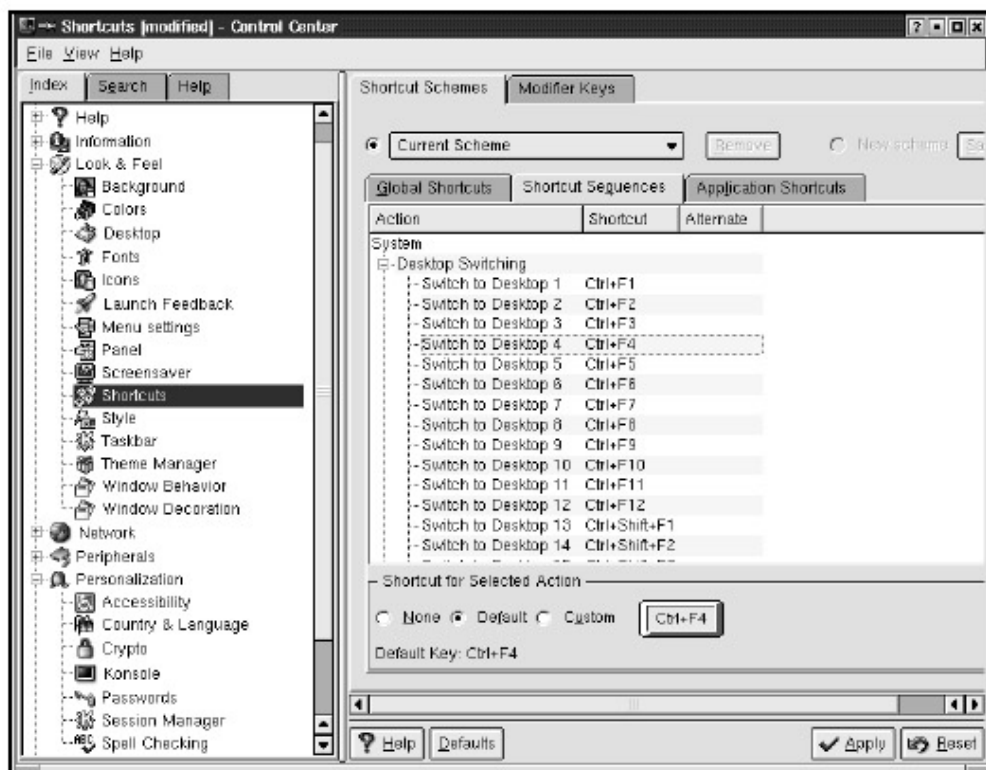 Shortcuts [modified] - Control Center
File View Help
Index Search Help
Help
Information
Look & Feel
Background
Colors
Desktop
Fonts
Icons
Launch Feedback
Menu settings
Panel
Screensaver
Shortcuts
Style
Taskbar
Theme Manager
Window Behavior
Window Decoration
Network
Peripherals
Personalization
Accessibility
Country & Language
Crypto
Konsole
Passwords
Session Manager
Spell Checking
Shortcut Schemes Modifier Keys
Current Scheme Remove New scheme Sa
Global Shortcuts Shortcut Sequences Application Shortcuts
Action Shortcut Alternate
System
Desktop Switching
Switch to Desktop 1 Ctrl+F1
Switch to Desktop 2 Ctrl+F2
Switch to Desktop 3 Ctrl+F3
Switch to Desktop 4 Ctrl+F4
Switch to Desktop 5 Ctrl+F5
Switch to Desktop 6 Ctrl+F6
Switch to Desktop 7 Ctrl+F7
Switch to Desktop 8 Ctrl+F8
Switch to Desktop 9 Ctrl+F9
Switch to Desktop 10 Ctrl+F10
Switch to Desktop 11 Ctrl+F11
Switch to Desktop 12 Ctrl+F12
Switch to Desktop 13 Ctrl+Shift+F1
Switch to Desktop 14 Ctrl+Shift+F2
Shortcut for Selected Action
None Default Custom Ctrl+F4
Default Key: Ctrl+F4
Help Defaults Apply Reset